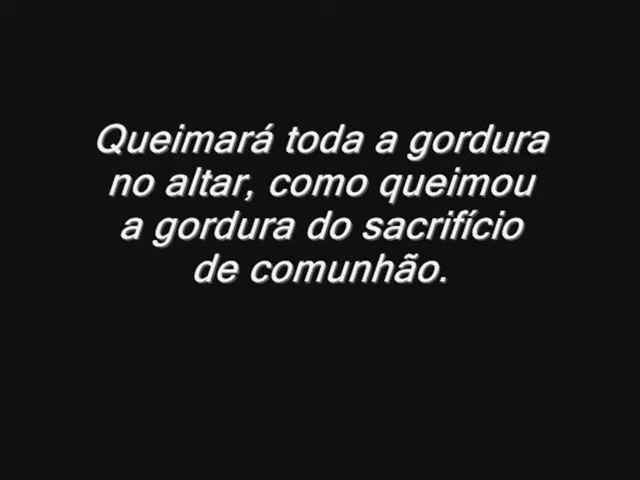 Queimará toda a gordura
no altar, como queimou
a gordura do sacrifício
de comunhão.